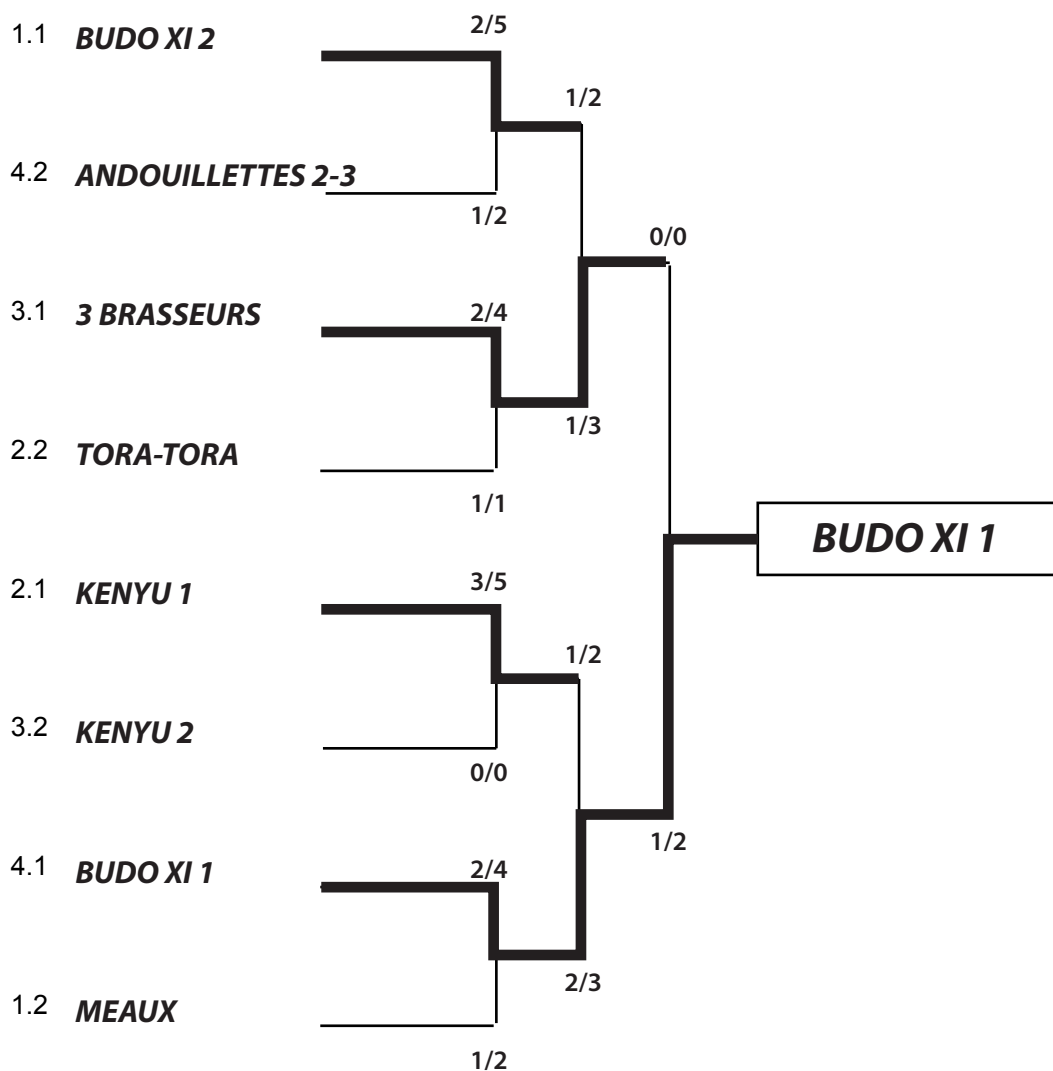 1.1 BUDO XI 2 2/5
1/2
4.2 ANDOUILLETTES 2-3
1/2
0/0
3.1 3 BRASSEURS 2/4
1/3
2.2 TORA-TORA
1/1
BUDO XI 1
2.1 KENYU 1 3/5
1/2
3.2 KENYU 2
0/0
1/2
4.1 BUDO XI 1 2/4
2/3
1.2 MEAUX
1/2